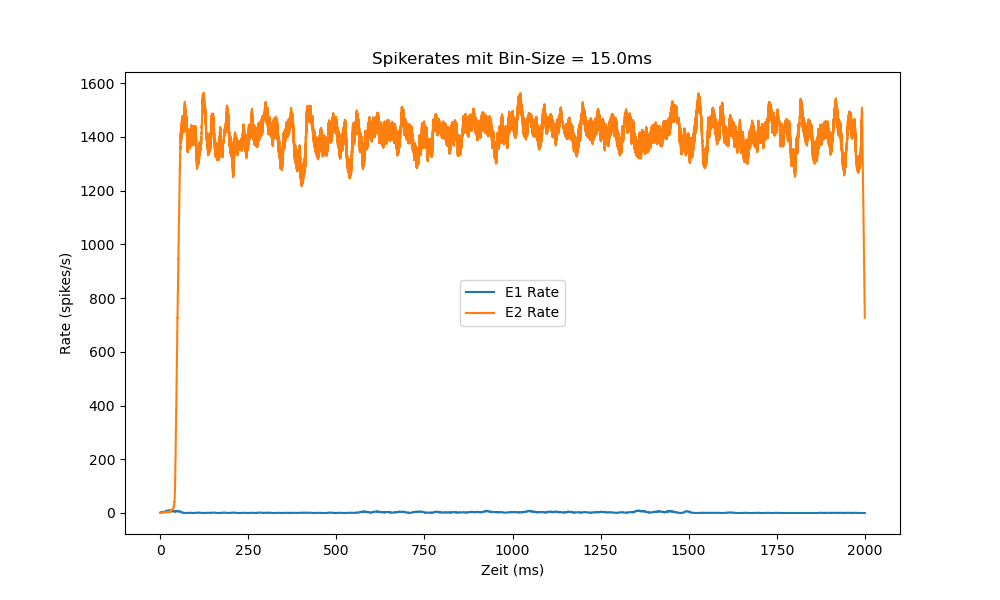 Spikerates mit Bin-Size = 15.0ms
1600
1400
1200
1000
800
600
400
200
0
Rate (spikes/s)
E1 Rate
E2 Rate
0 250 500 750 1000 1250 1500 1750 2000
Zeit (ms)